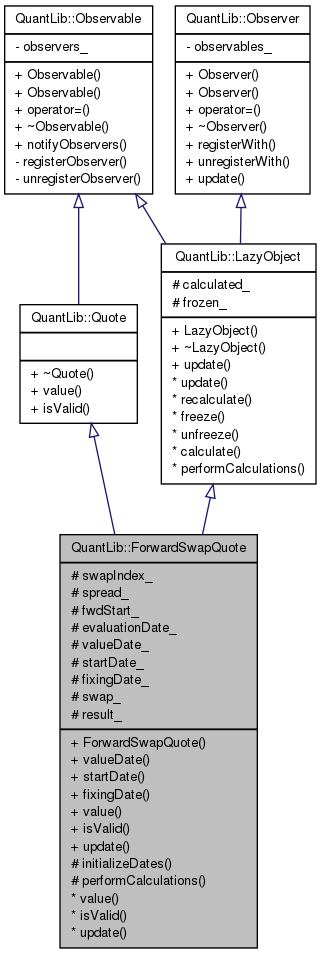 QuantLib::Observable
- observers_
+ Observable()
+ Observable()
+ operator=()
+ ~Observable()
+ notifyObservers()
- registerObserver()
- unregisterObserver()
QuantLib::Observer
- observables_
+ Observer()
+ Observer()
+ operator=()
+ ~Observer()
+ registerWith()
+ unregisterWith()
+ update()
QuantLib::Quote
+ ~Quote()
+ value()
+ isValid()
QuantLib::LazyObject
# calculated_
# frozen_
+ LazyObject()
+ ~LazyObject()
+ update()
* update()
* recalculate()
* freeze()
* unfreeze()
* calculate()
* performCalculations()
QuantLib::ForwardSwapQuote
# swapIndex_
# spread_
# fwdStart_
# evaluationDate_
# valueDate_
# startDate_
# fixingDate_
# swap_
# result_
+ ForwardSwapQuote()
+ valueDate()
+ startDate()
+ fixingDate()
+ value()
+ isValid()
+ update()
# initializeDates()
# performCalculations()
* value()
* isValid()
* update()